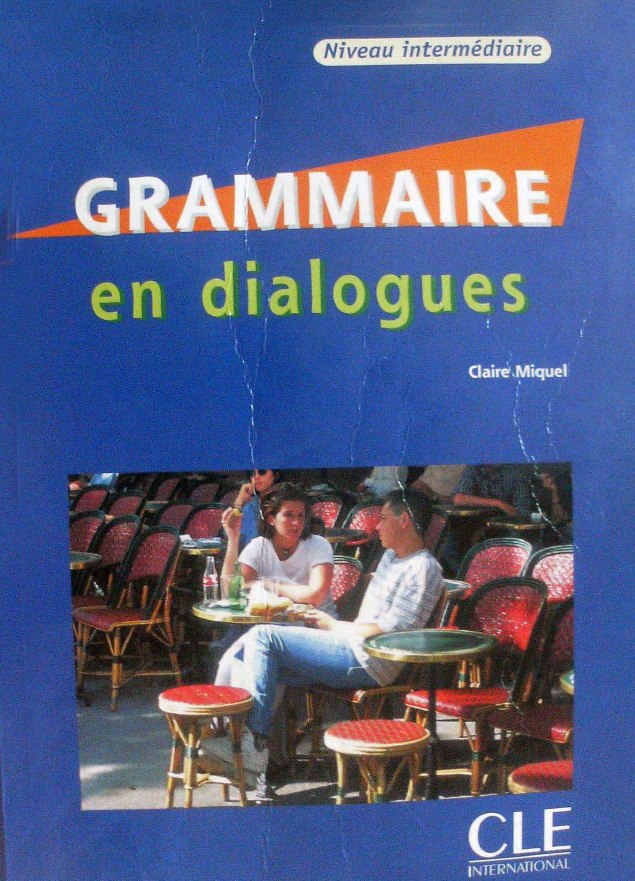 Niveau intermédiaire
GRAMMAIRE
en dialogues
Claire Miquel
CLE
INTERNATIONAL